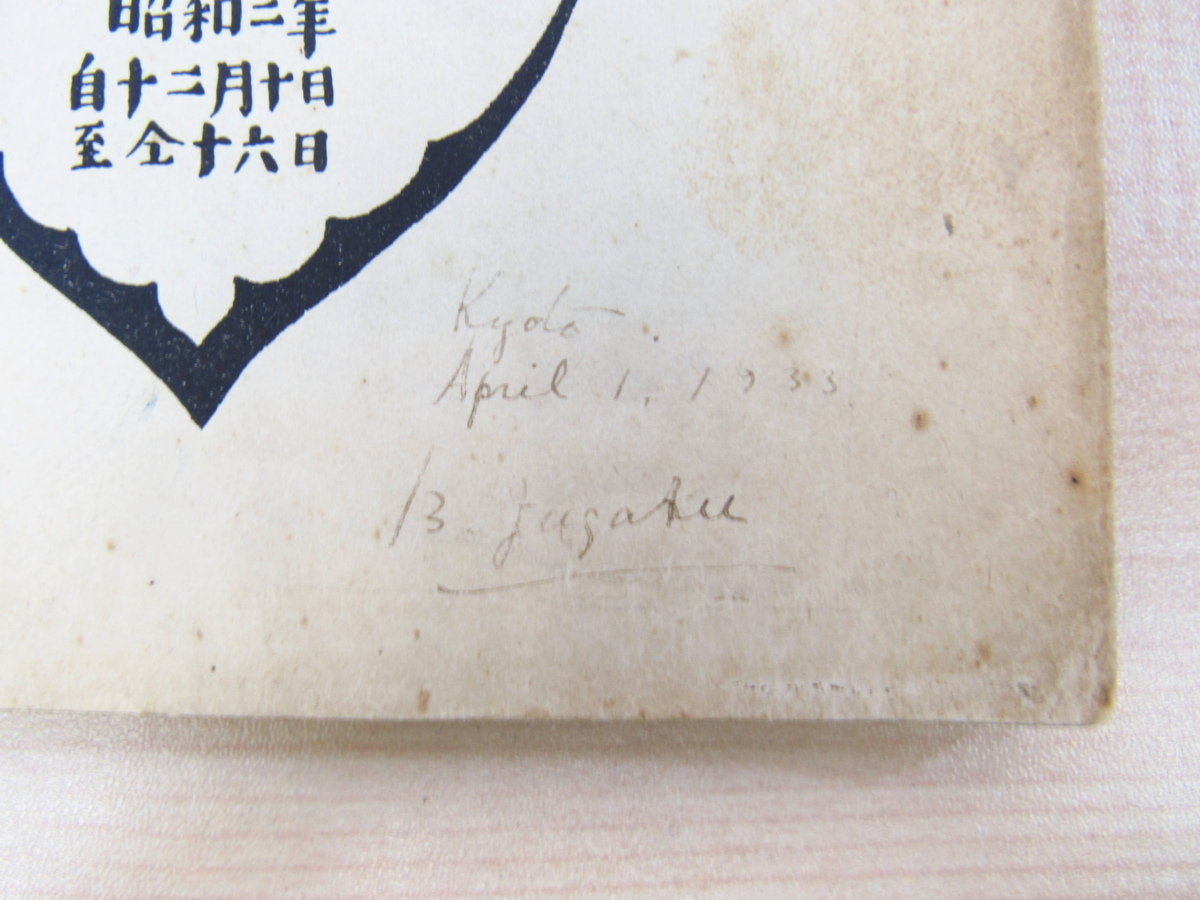 昭和二年
自十二月十日
至仝十六日
Kyoto.
April 1, 1933
B. Jugaku